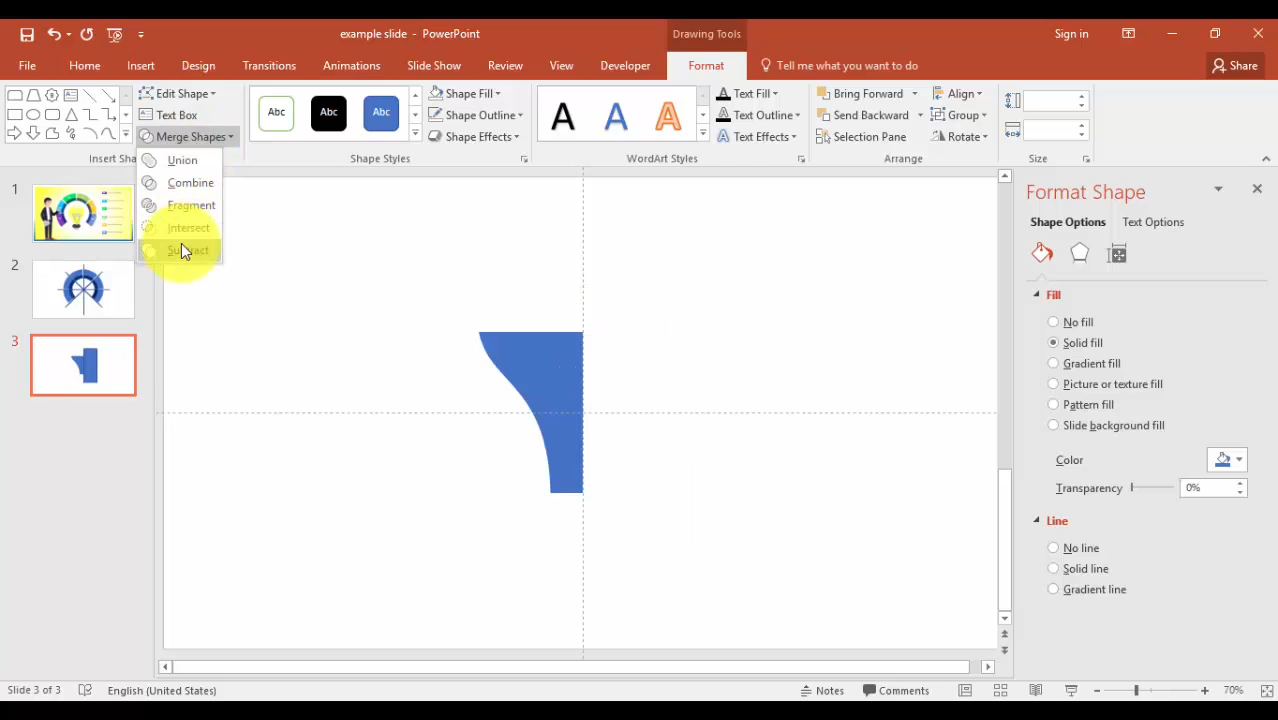 example slide - PowerPoint
Drawing Tools
Sign in
File Home Insert Design Transitions Animations Slide Show Review View Developer Format Tell me what you want to do Share
Edit Shape
Text Box
Merge Shapes
Abc Abc Abc
Shape Fill
Shape Outline
Shape Effects
A A A
Text Fill
Text Outline
Text Effects
Bring Forward
Send Backward
Selection Pane
Align
Group
Rotate
Insert Sha
Shape Styles
WordArt Styles
Arrange
Size
Union
Combine
Fragment
Intersect
Subtract
1
2
3
Format Shape
Shape Options Text Options
Fill
No fill
Solid fill
Gradient fill
Picture or texture fill
Pattern fill
Slide background fill
Color
Transparency 0%
Line
No line
Solid line
Gradient line
Slide 3 of 3 English (United States) Notes Comments 70%